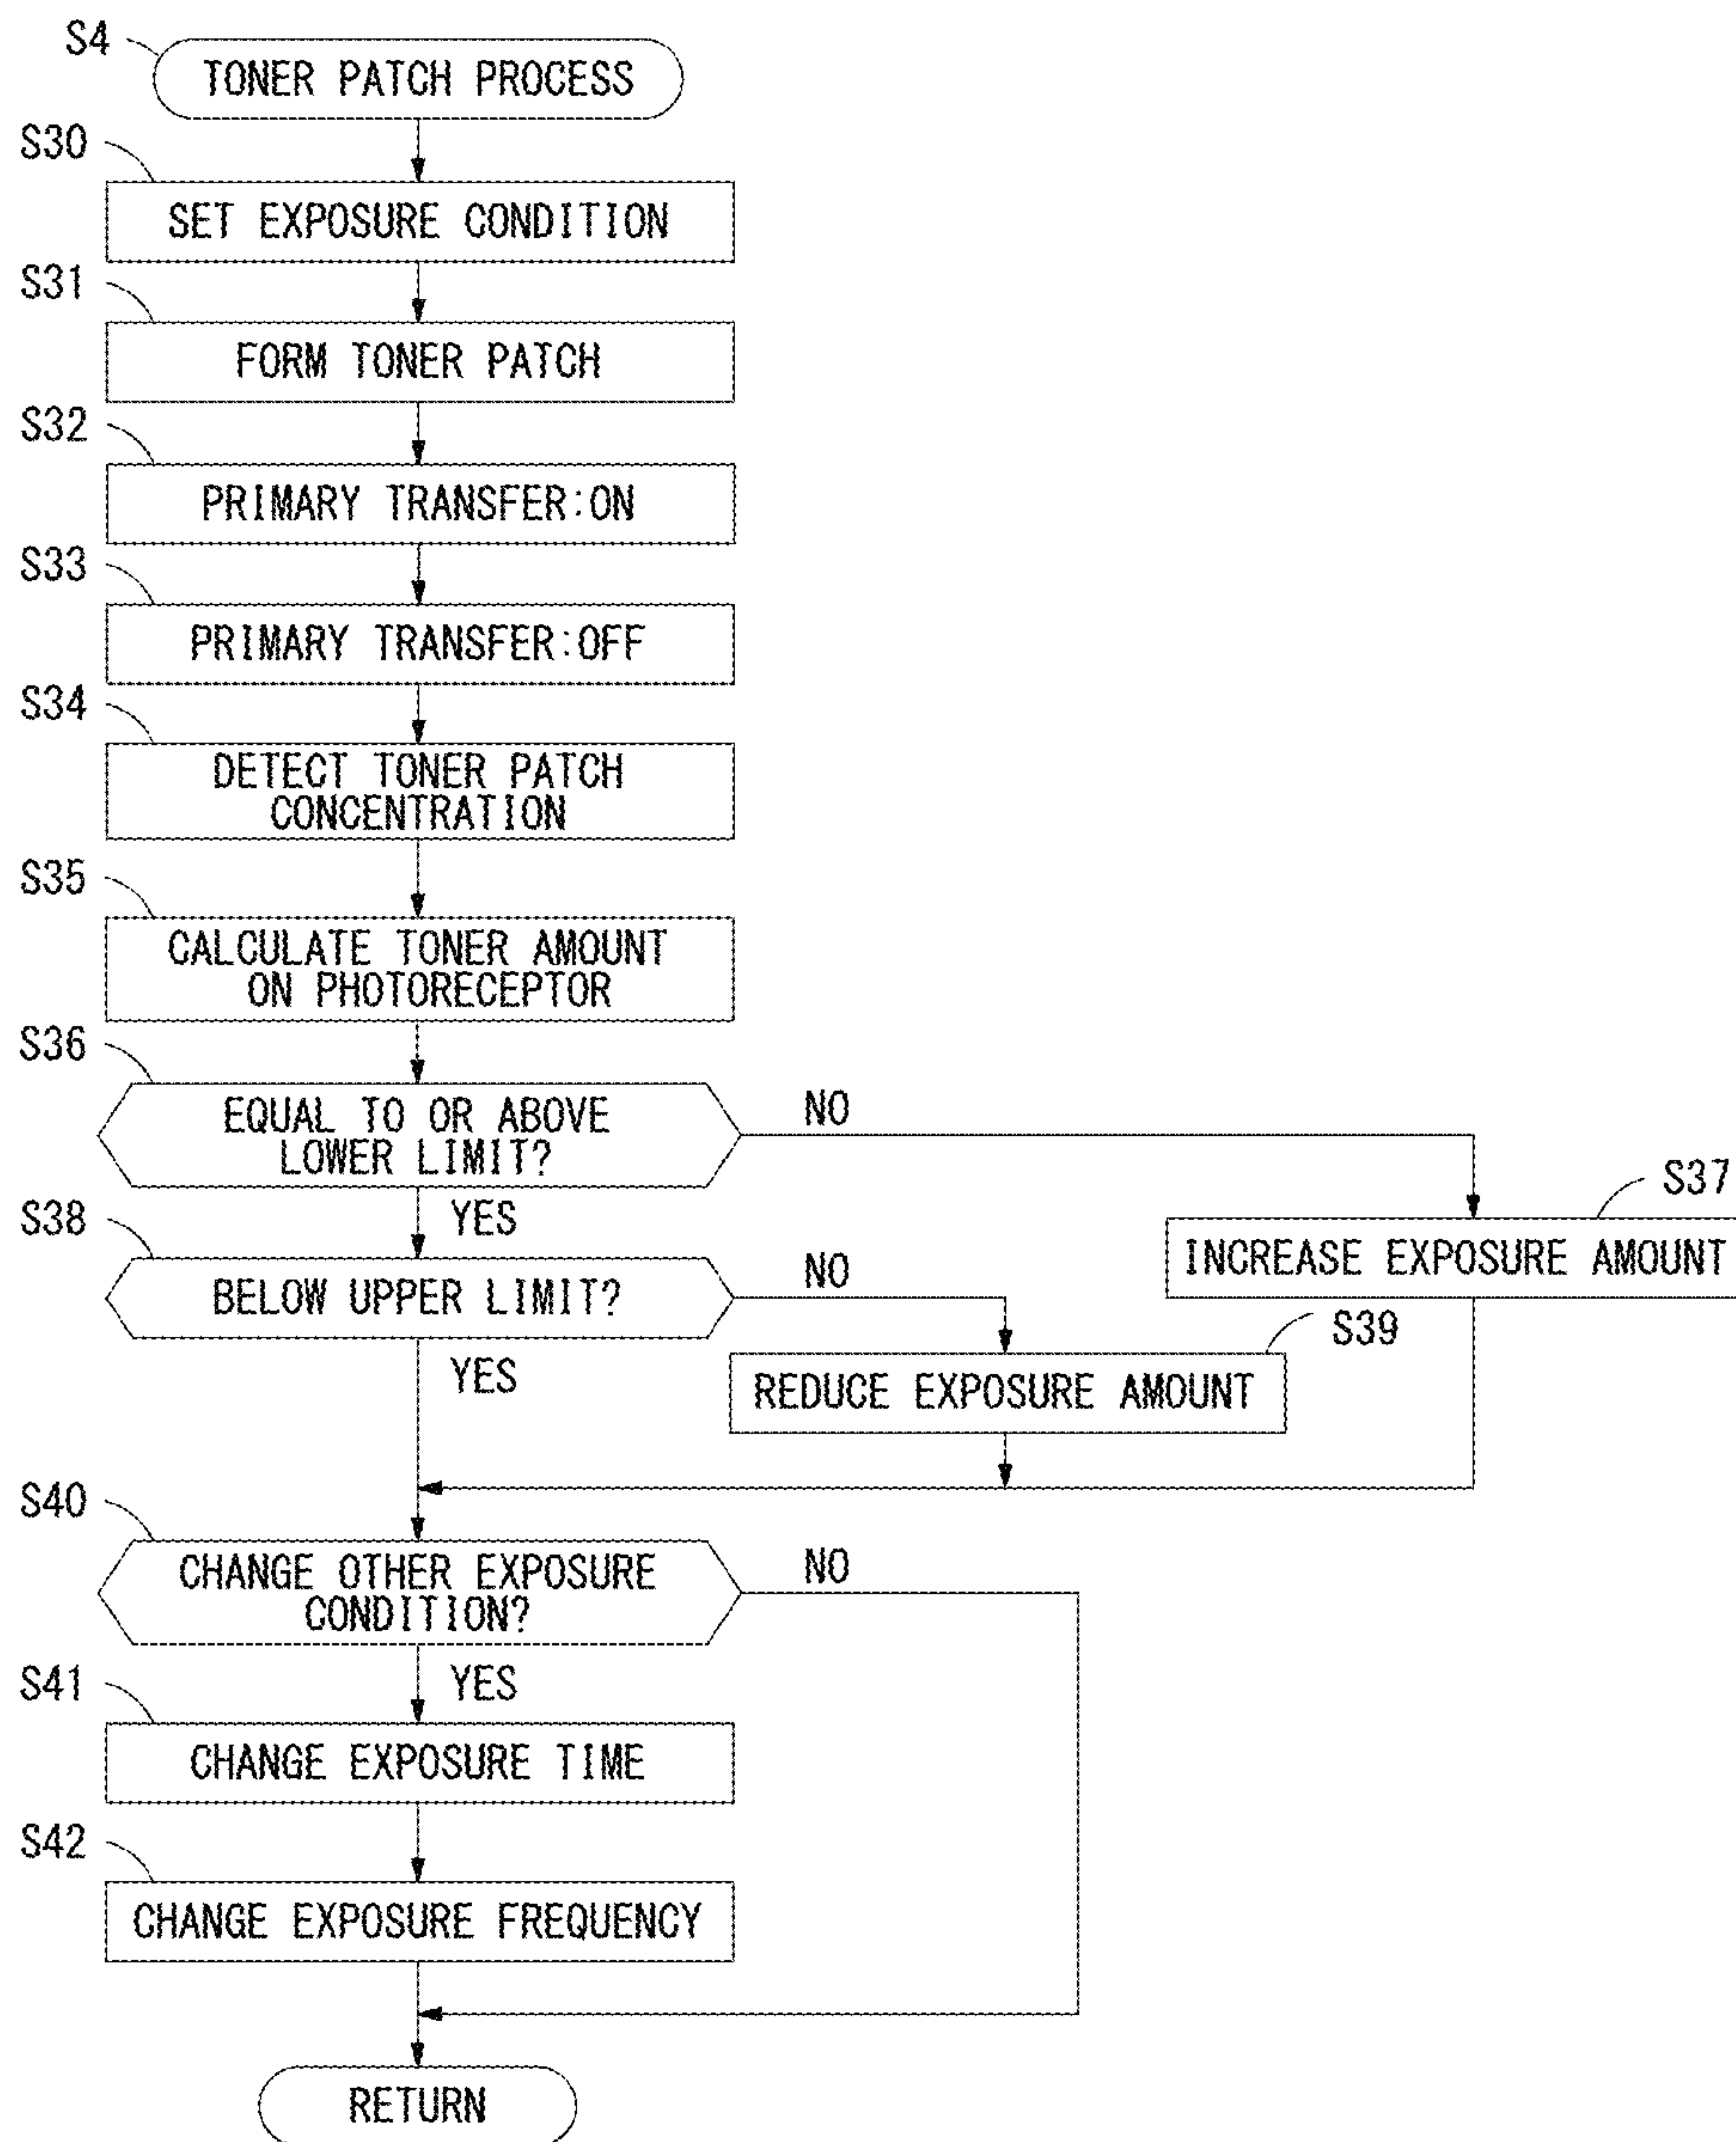 S4
TONER PATCH PROCESS
S30
SET EXPOSURE CONDITION
S31
FORM TONER PATCH
S32
PRIMARY TRANSFER:ON
S33
PRIMARY TRANSFER:OFF
S34
DETECT TONER PATCH
CONCENTRATION
S35
CALCULATE TONER AMOUNT
ON PHOTORECEPTOR
S36
EQUAL TO OR ABOVE
LOWER LIMIT?
NO
YES
S37
INCREASE EXPOSURE AMOUNT
S38
BELOW UPPER LIMIT?
NO
YES
S39
REDUCE EXPOSURE AMOUNT
S40
CHANGE OTHER EXPOSURE
CONDITION?
NO
YES
S41
CHANGE EXPOSURE TIME
S42
CHANGE EXPOSURE FREQUENCY
RETURN